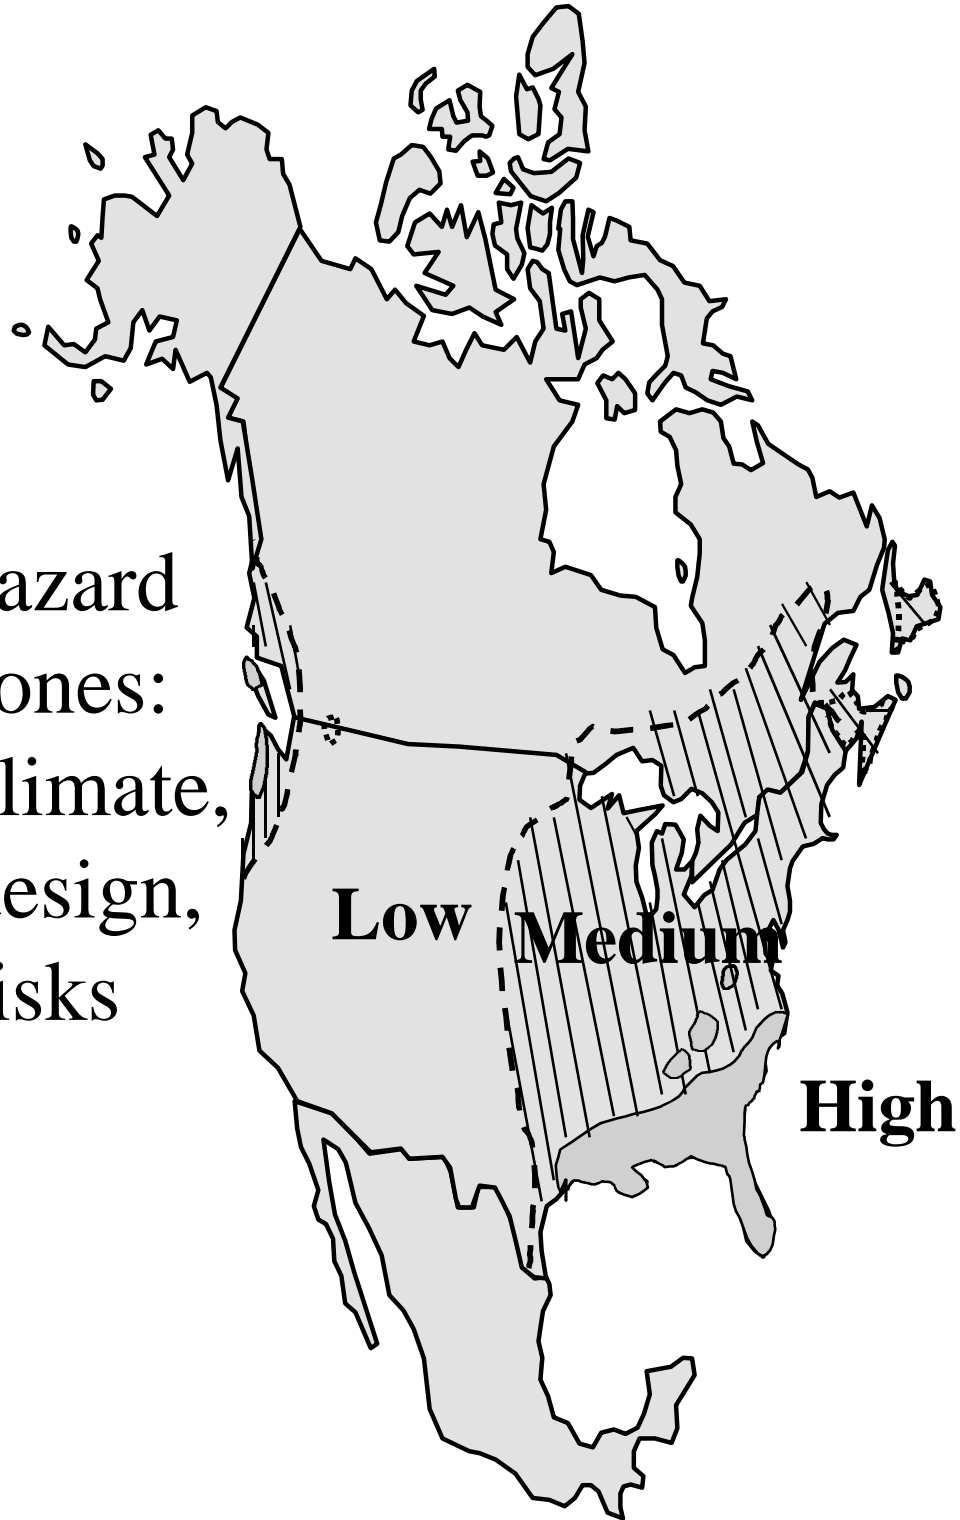 azard
ones:
limate,
esign,
isks
Low
Medium
High